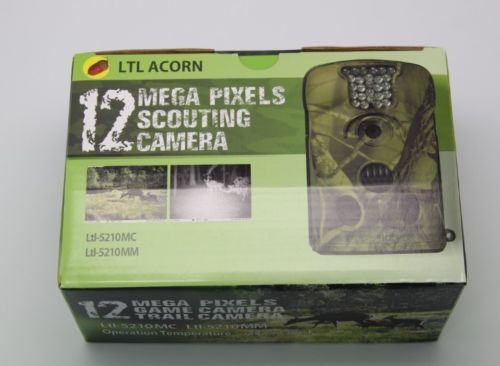 LTL ACORN
12 MEGA PIXELS
SCOUTING
CAMERA
Ltl-5210MC
Ltl-5210MM
12 MEGA PIXELS
GAME CAMERA
TRAIL CAMERA
Ltl-5210MC Ltl-5210MM
Operation Temperature